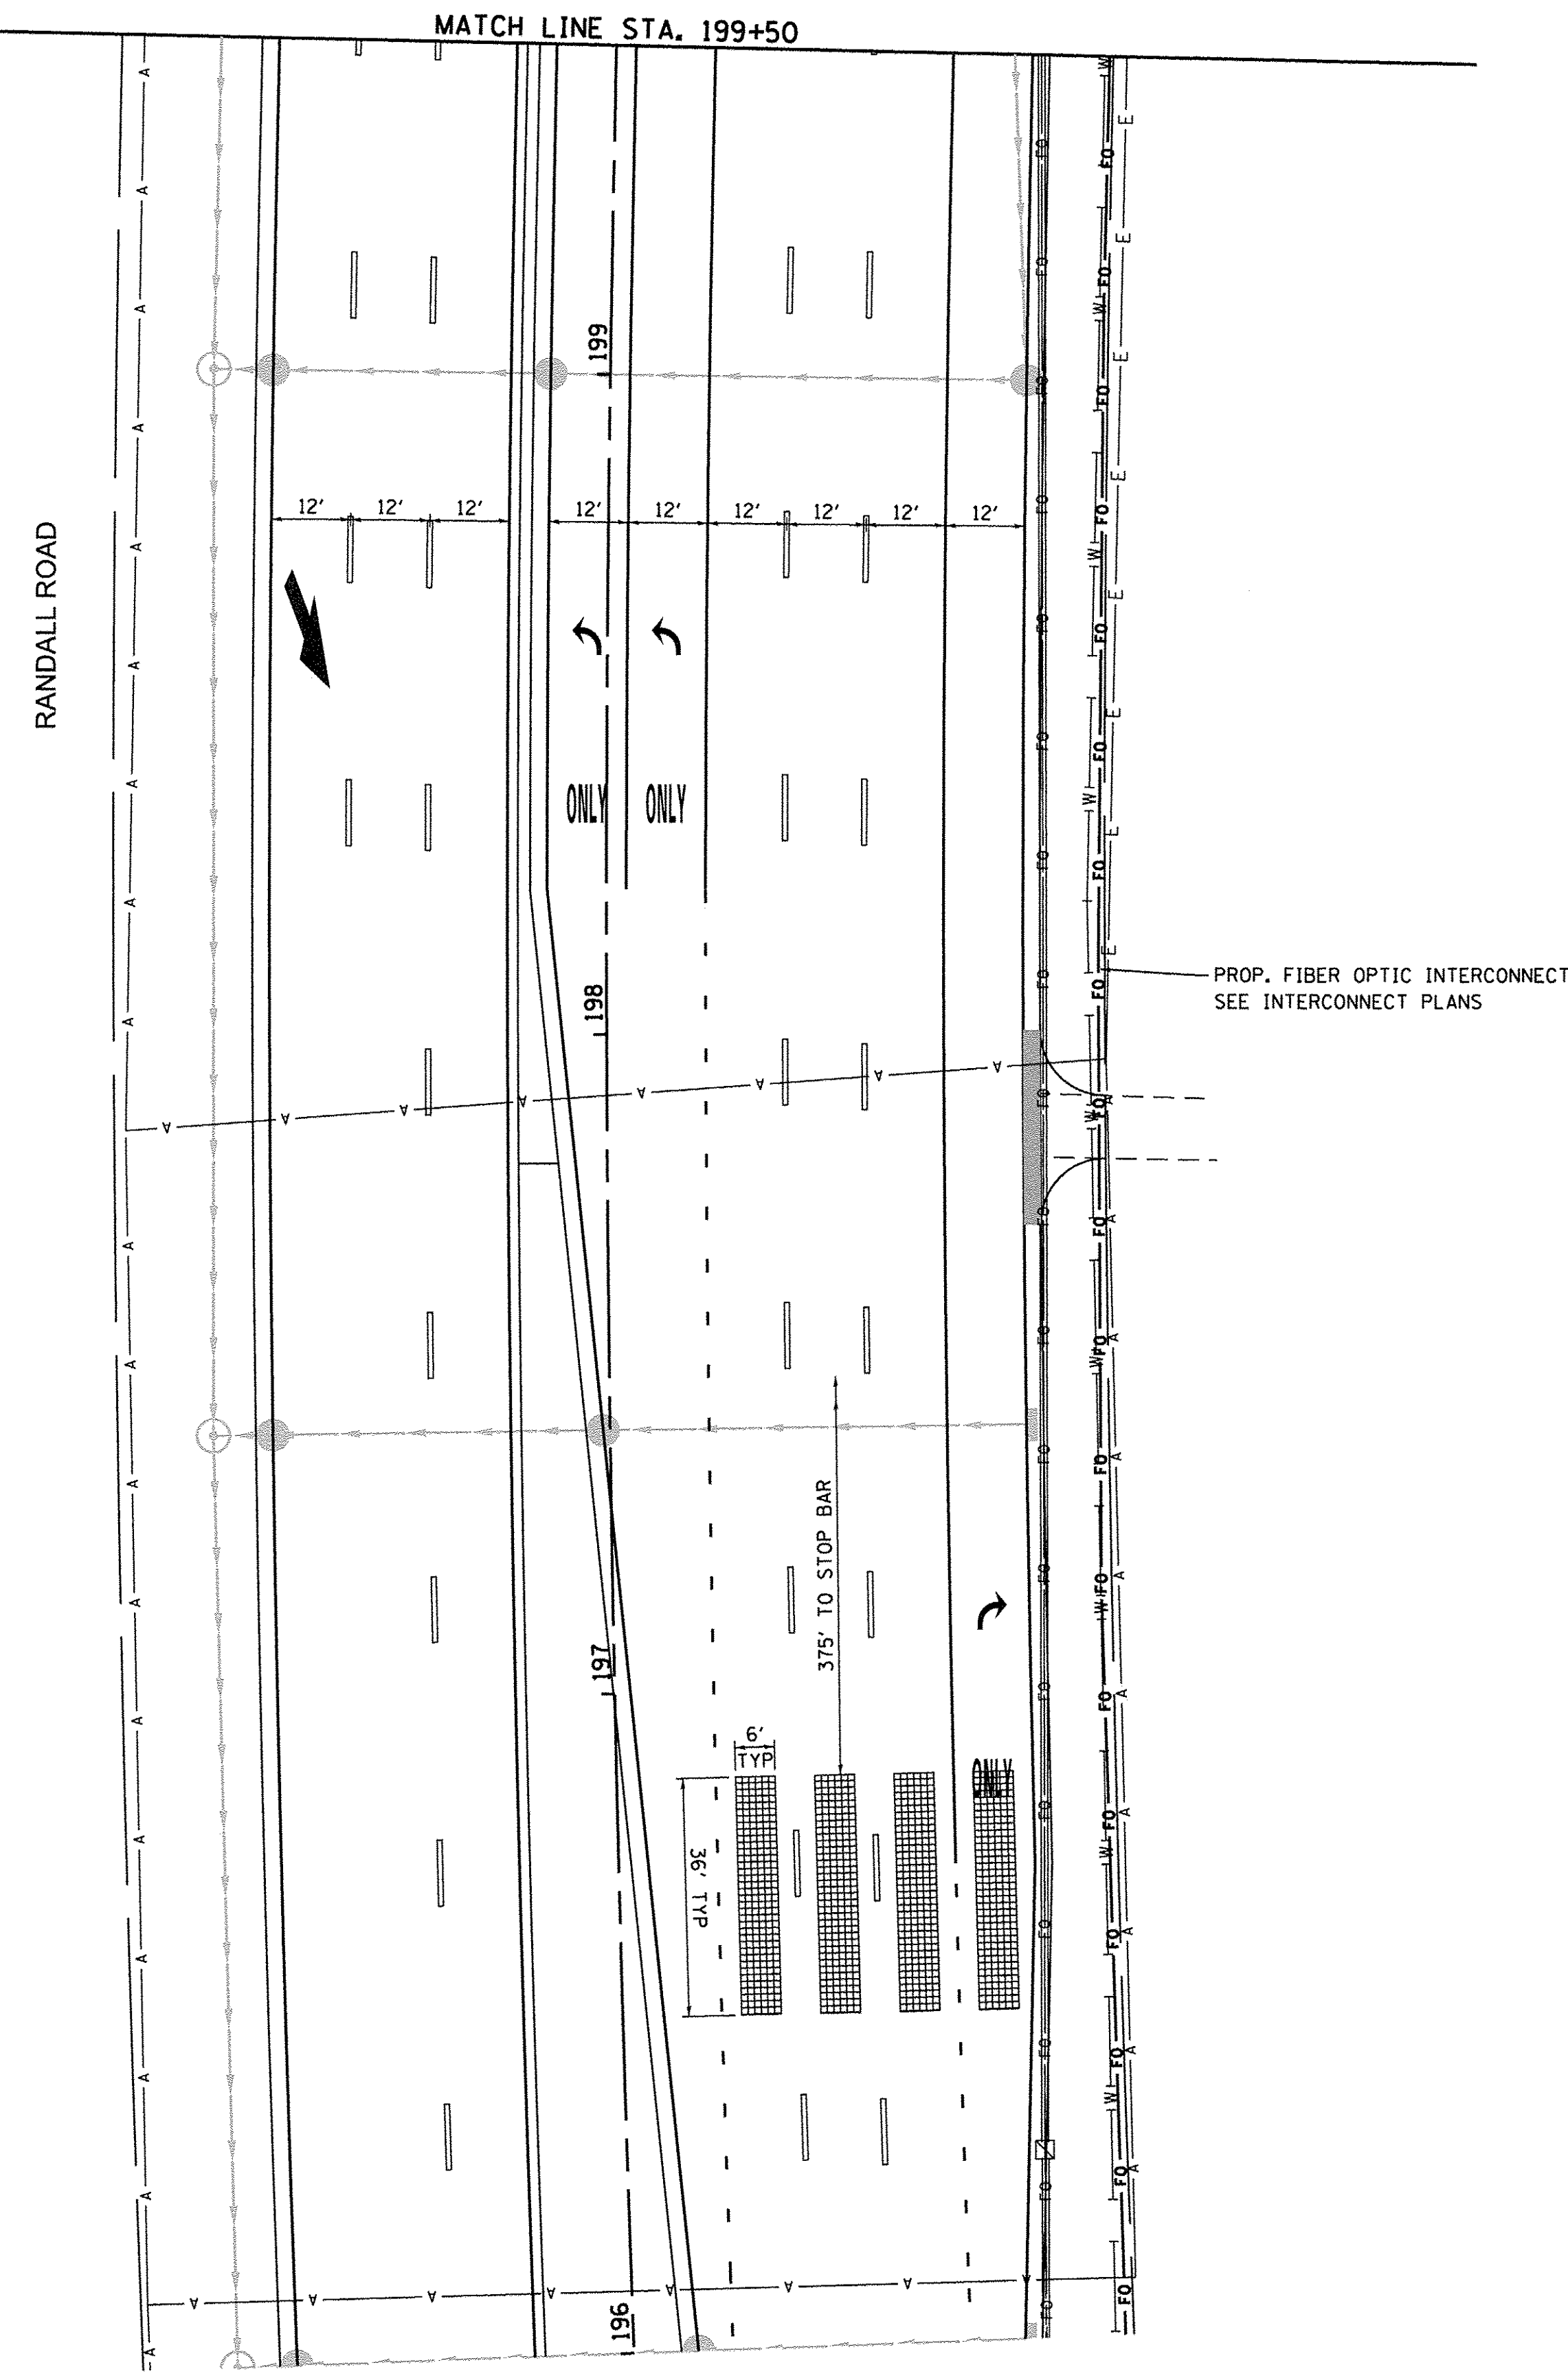 MATCH LINE STA. 199+50
199
12' 12' 12' 12' 12' 12' 12' 12' 12'
RANDALL ROAD
ONLY ONLY
198
PROP. FIBER OPTIC INTERCONNECT
SEE INTERCONNECT PLANS
375' TO STOP BAR
197
6'
TYP
ONLY
36' TYP
196